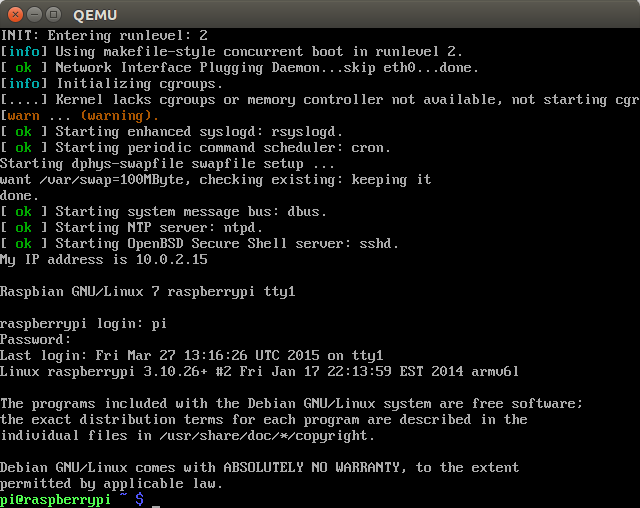 QEMU
INIT: Entering runlevel: 2
[info] Using makefile-style concurrent boot in runlevel 2.
[ ok ] Network Interface Plugging Daemon...skip eth0...done.
[info] Initializing cgroups.
[....] Kernel lacks cgroups or memory controller not available, not starting cgr
[warn ... (warning).
[ ok ] Starting enhanced syslogd: rsyslogd.
[ ok ] Starting periodic command scheduler: cron.
Starting dphys-swapfile swapfile setup ...
want /var/swap=100MByte, checking existing: keeping it
done.
[ ok ] Starting system message bus: dbus.
[ ok ] Starting NTP server: ntpd.
[ ok ] Starting OpenBSD Secure Shell server: sshd.
My IP address is 10.0.2.15
Raspbian GNU/Linux 7 raspberrypi tty1
raspberrypi login: pi
Password:
Last login: Fri Mar 27 13:16:26 UTC 2015 on tty1
Linux raspberrypi 3.10.26+ #2 Fri Jan 17 22:13:59 EST 2014 armv6l
The programs included with the Debian GNU/Linux system are free software;
the exact distribution terms for each program are described in the
individual files in /usr/share/doc/*/copyright.
Debian GNU/Linux comes with ABSOLUTELY NO WARRANTY, to the extent
permitted by applicable law.
pi@raspberrypi ~ $ _